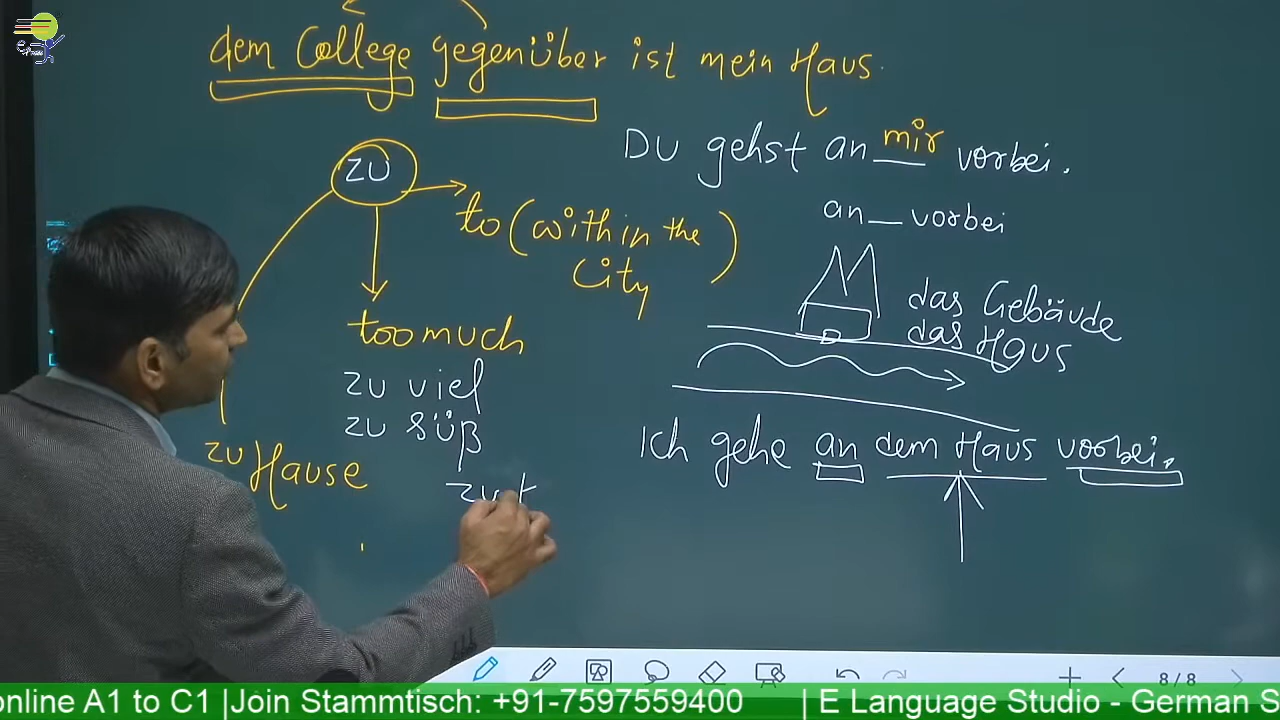 dem College gegenüber ist mein Haus.
Du gehst an mir vorbei.
zu
to (within the city)
an__vorbei
das Gebäude
das Haus
too much
zu viel
zu süß
zu
zu Hause
Ich gehe an dem Haus vorbei.
8/8
online A1 to C1 |Join Stammtisch: +91-7597559400 | E Language Studio - German S